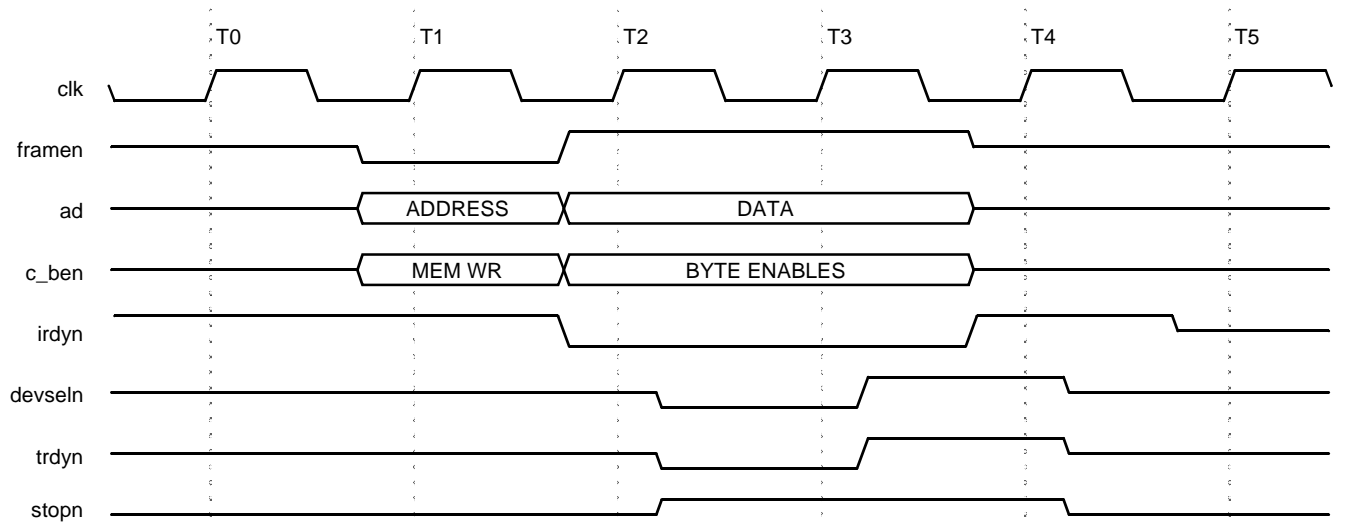 T0 T1 T2 T3 T4 T5
clk
framen
ad ADDRESS DATA
c_ben MEM WR BYTE ENABLES
irdyn
devseln
trdyn
stopn